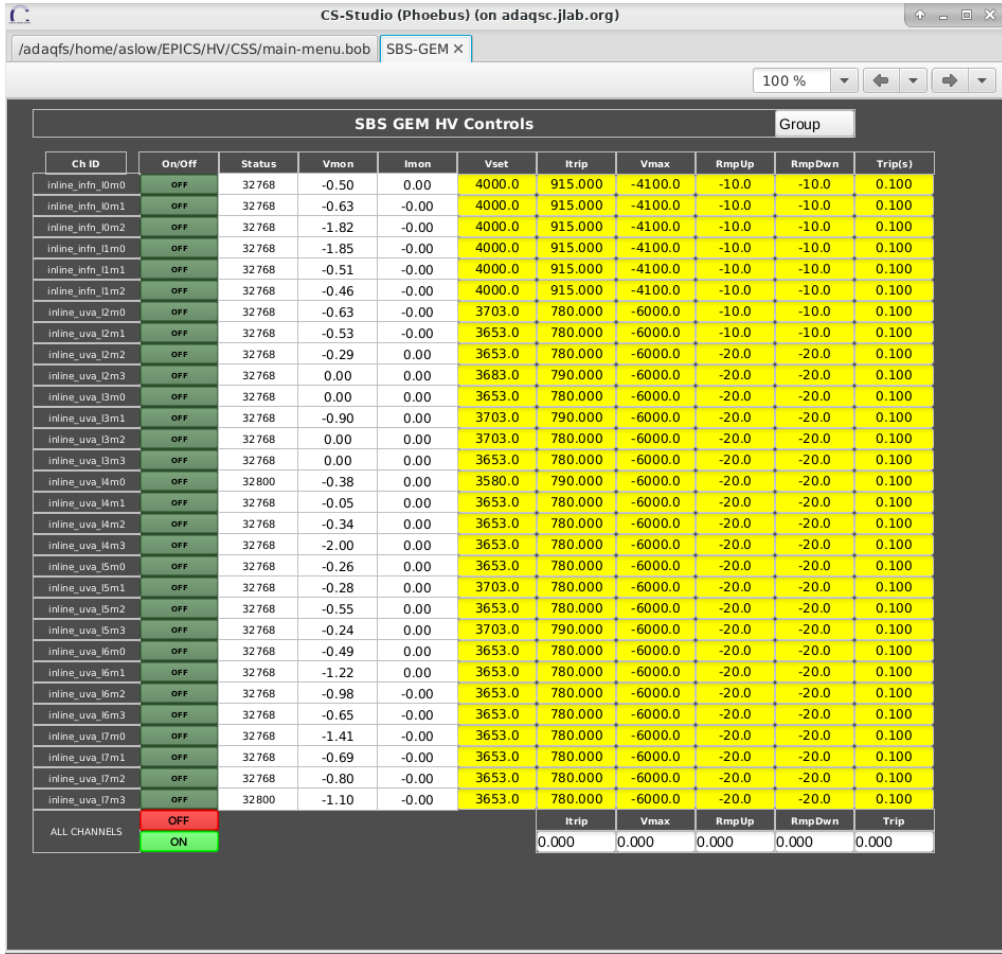 CS-Studio (Phoebus) (on adaqsc.jlab.org)
/adaqfs/home/aslow/EPICS/HV/CSS/main-menu.bob SBS-GEM
100 %
SBS GEM HV Controls Group
Ch ID On/Off Status Vmon Imon Vset Itrip Vmax RmpUp RmpDwn Trip(s)
inline_infn_l0m0 OFF 32768 -0.50 0.00 4000.0 915.000 -4100.0 -10.0 -10.0 0.100
inline_infn_l0m1 OFF 32768 -0.63 -0.00 4000.0 915.000 -4100.0 -10.0 -10.0 0.100
inline_infn_l0m2 OFF 32768 -1.82 -0.00 4000.0 915.000 -4100.0 -10.0 -10.0 0.100
inline_infn_l1m0 OFF 32768 -1.85 -0.00 4000.0 915.000 -4100.0 -10.0 -10.0 0.100
inline_infn_l1m1 OFF 32768 -0.51 -0.00 4000.0 915.000 -4100.0 -10.0 -10.0 0.100
inline_infn_l1m2 OFF 32768 -0.46 -0.00 4000.0 915.000 -4100.0 -10.0 -10.0 0.100
inline_uva_l2m0 OFF 32768 -0.63 -0.00 3703.0 780.000 -6000.0 -10.0 -10.0 0.100
inline_uva_l2m1 OFF 32768 -0.53 -0.00 3653.0 780.000 -6000.0 -10.0 -10.0 0.100
inline_uva_l2m2 OFF 32768 -0.29 0.00 3653.0 780.000 -6000.0 -20.0 -20.0 0.100
inline_uva_l2m3 OFF 32768 0.00 0.00 3683.0 790.000 -6000.0 -20.0 -20.0 0.100
inline_uva_l3m0 OFF 32768 0.00 0.00 3653.0 780.000 -6000.0 -20.0 -20.0 0.100
inline_uva_l3m1 OFF 32768 -0.90 0.00 3703.0 790.000 -6000.0 -20.0 -20.0 0.100
inline_uva_l3m2 OFF 32768 0.00 0.00 3703.0 780.000 -6000.0 -20.0 -20.0 0.100
inline_uva_l3m3 OFF 32768 0.00 0.00 3653.0 780.000 -6000.0 -20.0 -20.0 0.100
inline_uva_l4m0 OFF 32800 -0.38 0.00 3580.0 790.000 -6000.0 -20.0 -20.0 0.100
inline_uva_l4m1 OFF 32768 -0.05 0.00 3653.0 780.000 -6000.0 -20.0 -20.0 0.100
inline_uva_l4m2 OFF 32768 -0.34 0.00 3653.0 780.000 -6000.0 -20.0 -20.0 0.100
inline_uva_l4m3 OFF 32768 -2.00 0.00 3653.0 780.000 -6000.0 -20.0 -20.0 0.100
inline_uva_l5m0 OFF 32768 -0.26 0.00 3653.0 780.000 -6000.0 -20.0 -20.0 0.100
inline_uva_l5m1 OFF 32768 -0.28 0.00 3703.0 780.000 -6000.0 -20.0 -20.0 0.100
inline_uva_l5m2 OFF 32768 -0.55 0.00 3653.0 780.000 -6000.0 -20.0 -20.0 0.100
inline_uva_l5m3 OFF 32768 -0.24 0.00 3703.0 790.000 -6000.0 -20.0 -20.0 0.100
inline_uva_l6m0 OFF 32768 -0.49 0.00 3653.0 780.000 -6000.0 -20.0 -20.0 0.100
inline_uva_l6m1 OFF 32768 -1.22 0.00 3653.0 780.000 -6000.0 -20.0 -20.0 0.100
inline_uva_l6m2 OFF 32768 -0.98 -0.00 3653.0 780.000 -6000.0 -20.0 -20.0 0.100
inline_uva_l6m3 OFF 32768 -0.65 -0.00 3653.0 780.000 -6000.0 -20.0 -20.0 0.100
inline_uva_l7m0 OFF 32768 -1.41 -0.00 3653.0 780.000 -6000.0 -20.0 -20.0 0.100
inline_uva_l7m1 OFF 32768 -0.69 -0.00 3653.0 780.000 -6000.0 -20.0 -20.0 0.100
inline_uva_l7m2 OFF 32768 -0.80 -0.00 3653.0 780.000 -6000.0 -20.0 -20.0 0.100
inline_uva_l7m3 OFF 32800 -1.10 -0.00 3653.0 780.000 -6000.0 -20.0 -20.0 0.100
ALL CHANNELS OFF Itrip Vmax RmpUp RmpDwn Trip
ON 0.000 0.000 0.000 0.000 0.000